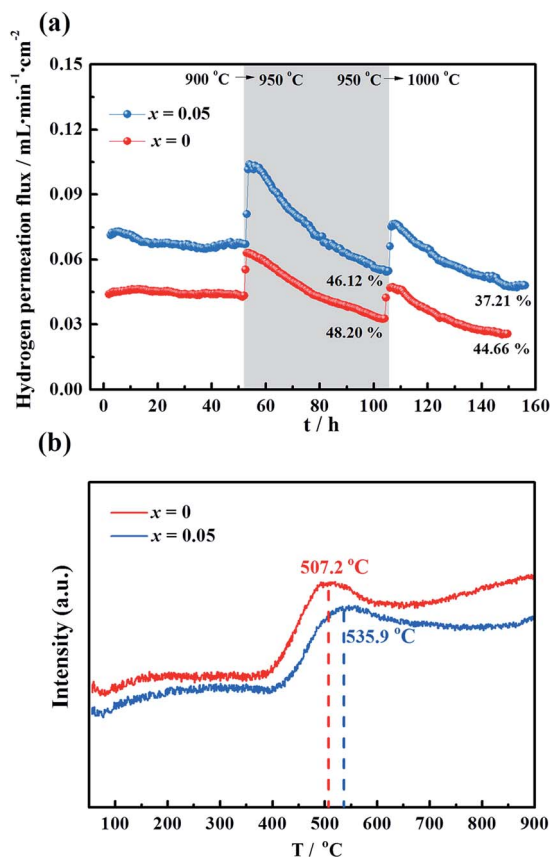 (a)
Hydrogen permeation flux / mL·min⁻¹·cm⁻²
0.15
0.12
0.09
0.06
0.03
0.00
900 °C → 950 °C
950 °C → 1000 °C
x = 0.05
x = 0
46.12 %
48.20 %
37.21 %
44.66 %
0 20 40 60 80 100 120 140 160
t / h
(b)
Intensity (a.u.)
x = 0
x = 0.05
507.2 °C
535.9 °C
100 200 300 400 500 600 700 800 900
T / °C